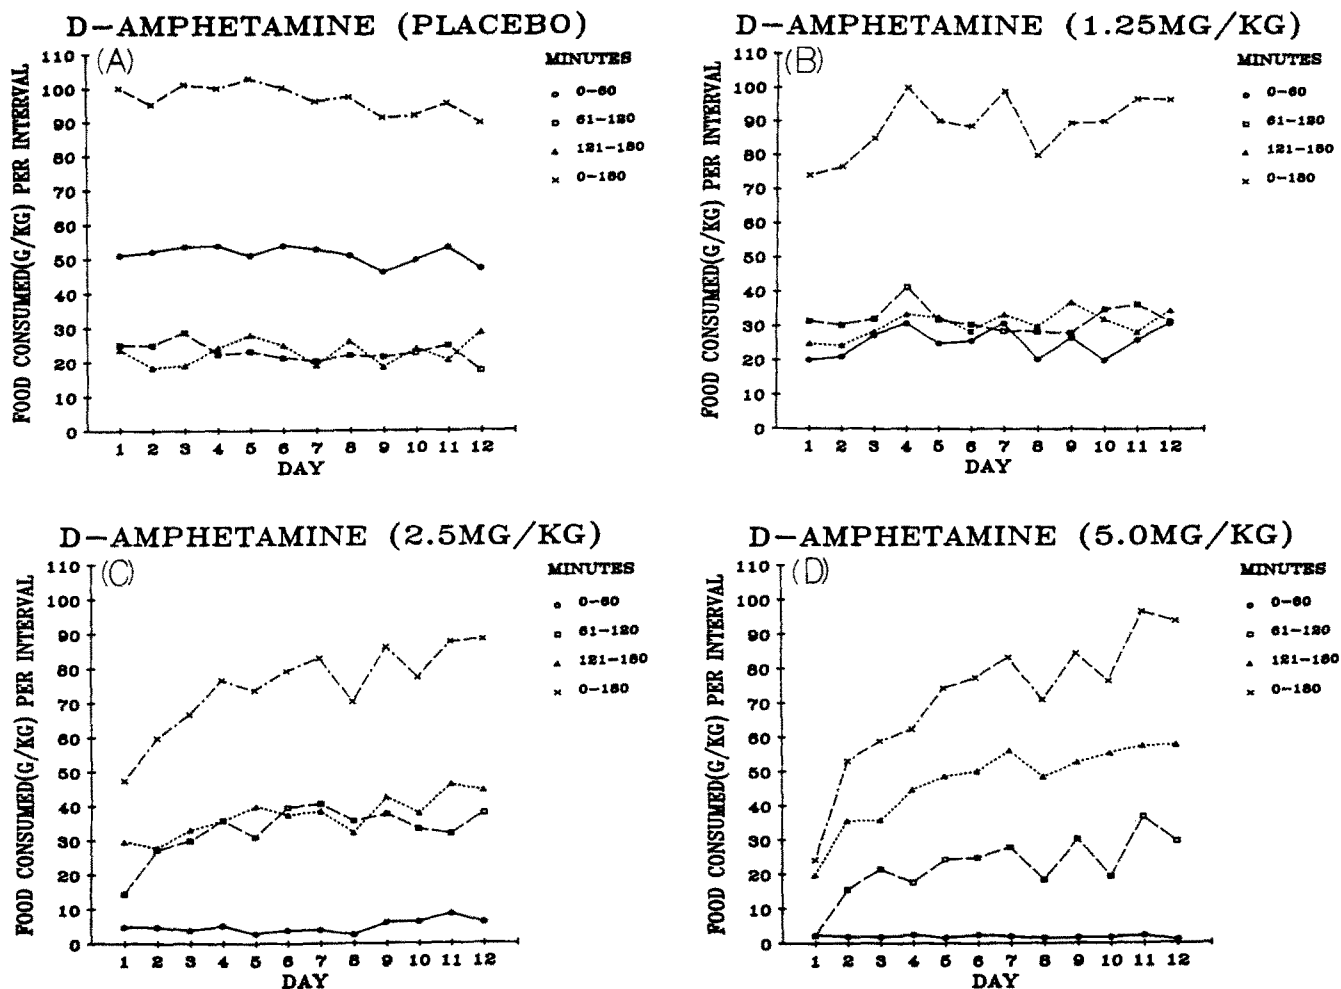 D-AMPHETAMINE (PLACEBO)
(A)
FOOD CONSUMED(G/KG) PER INTERVAL
110
100
90
80
70
60
50
40
30
20
10
0
1 2 3 4 5 6 7 8 9 10 11 12
DAY
MINUTES
0-60
61-120
121-180
0-180
D-AMPHETAMINE (1.25MG/KG)
(B)
FOOD CONSUMED(G/KG) PER INTERVAL
110
100
90
80
70
60
50
40
30
20
10
0
1 2 3 4 5 6 7 8 9 10 11 12
DAY
MINUTES
0-60
61-120
121-180
0-180
D-AMPHETAMINE (2.5MG/KG)
(C)
FOOD CONSUMED(G/KG) PER INTERVAL
110
100
90
80
70
60
50
40
30
20
10
0
1 2 3 4 5 6 7 8 9 10 11 12
DAY
MINUTES
0-60
61-120
121-180
0-180
D-AMPHETAMINE (5.0MG/KG)
(D)
FOOD CONSUMED(G/KG) PER INTERVAL
110
100
90
80
70
60
50
40
30
20
10
0
1 2 3 4 5 6 7 8 9 10 11 12
DAY
MINUTES
0-60
61-120
121-180
0-180